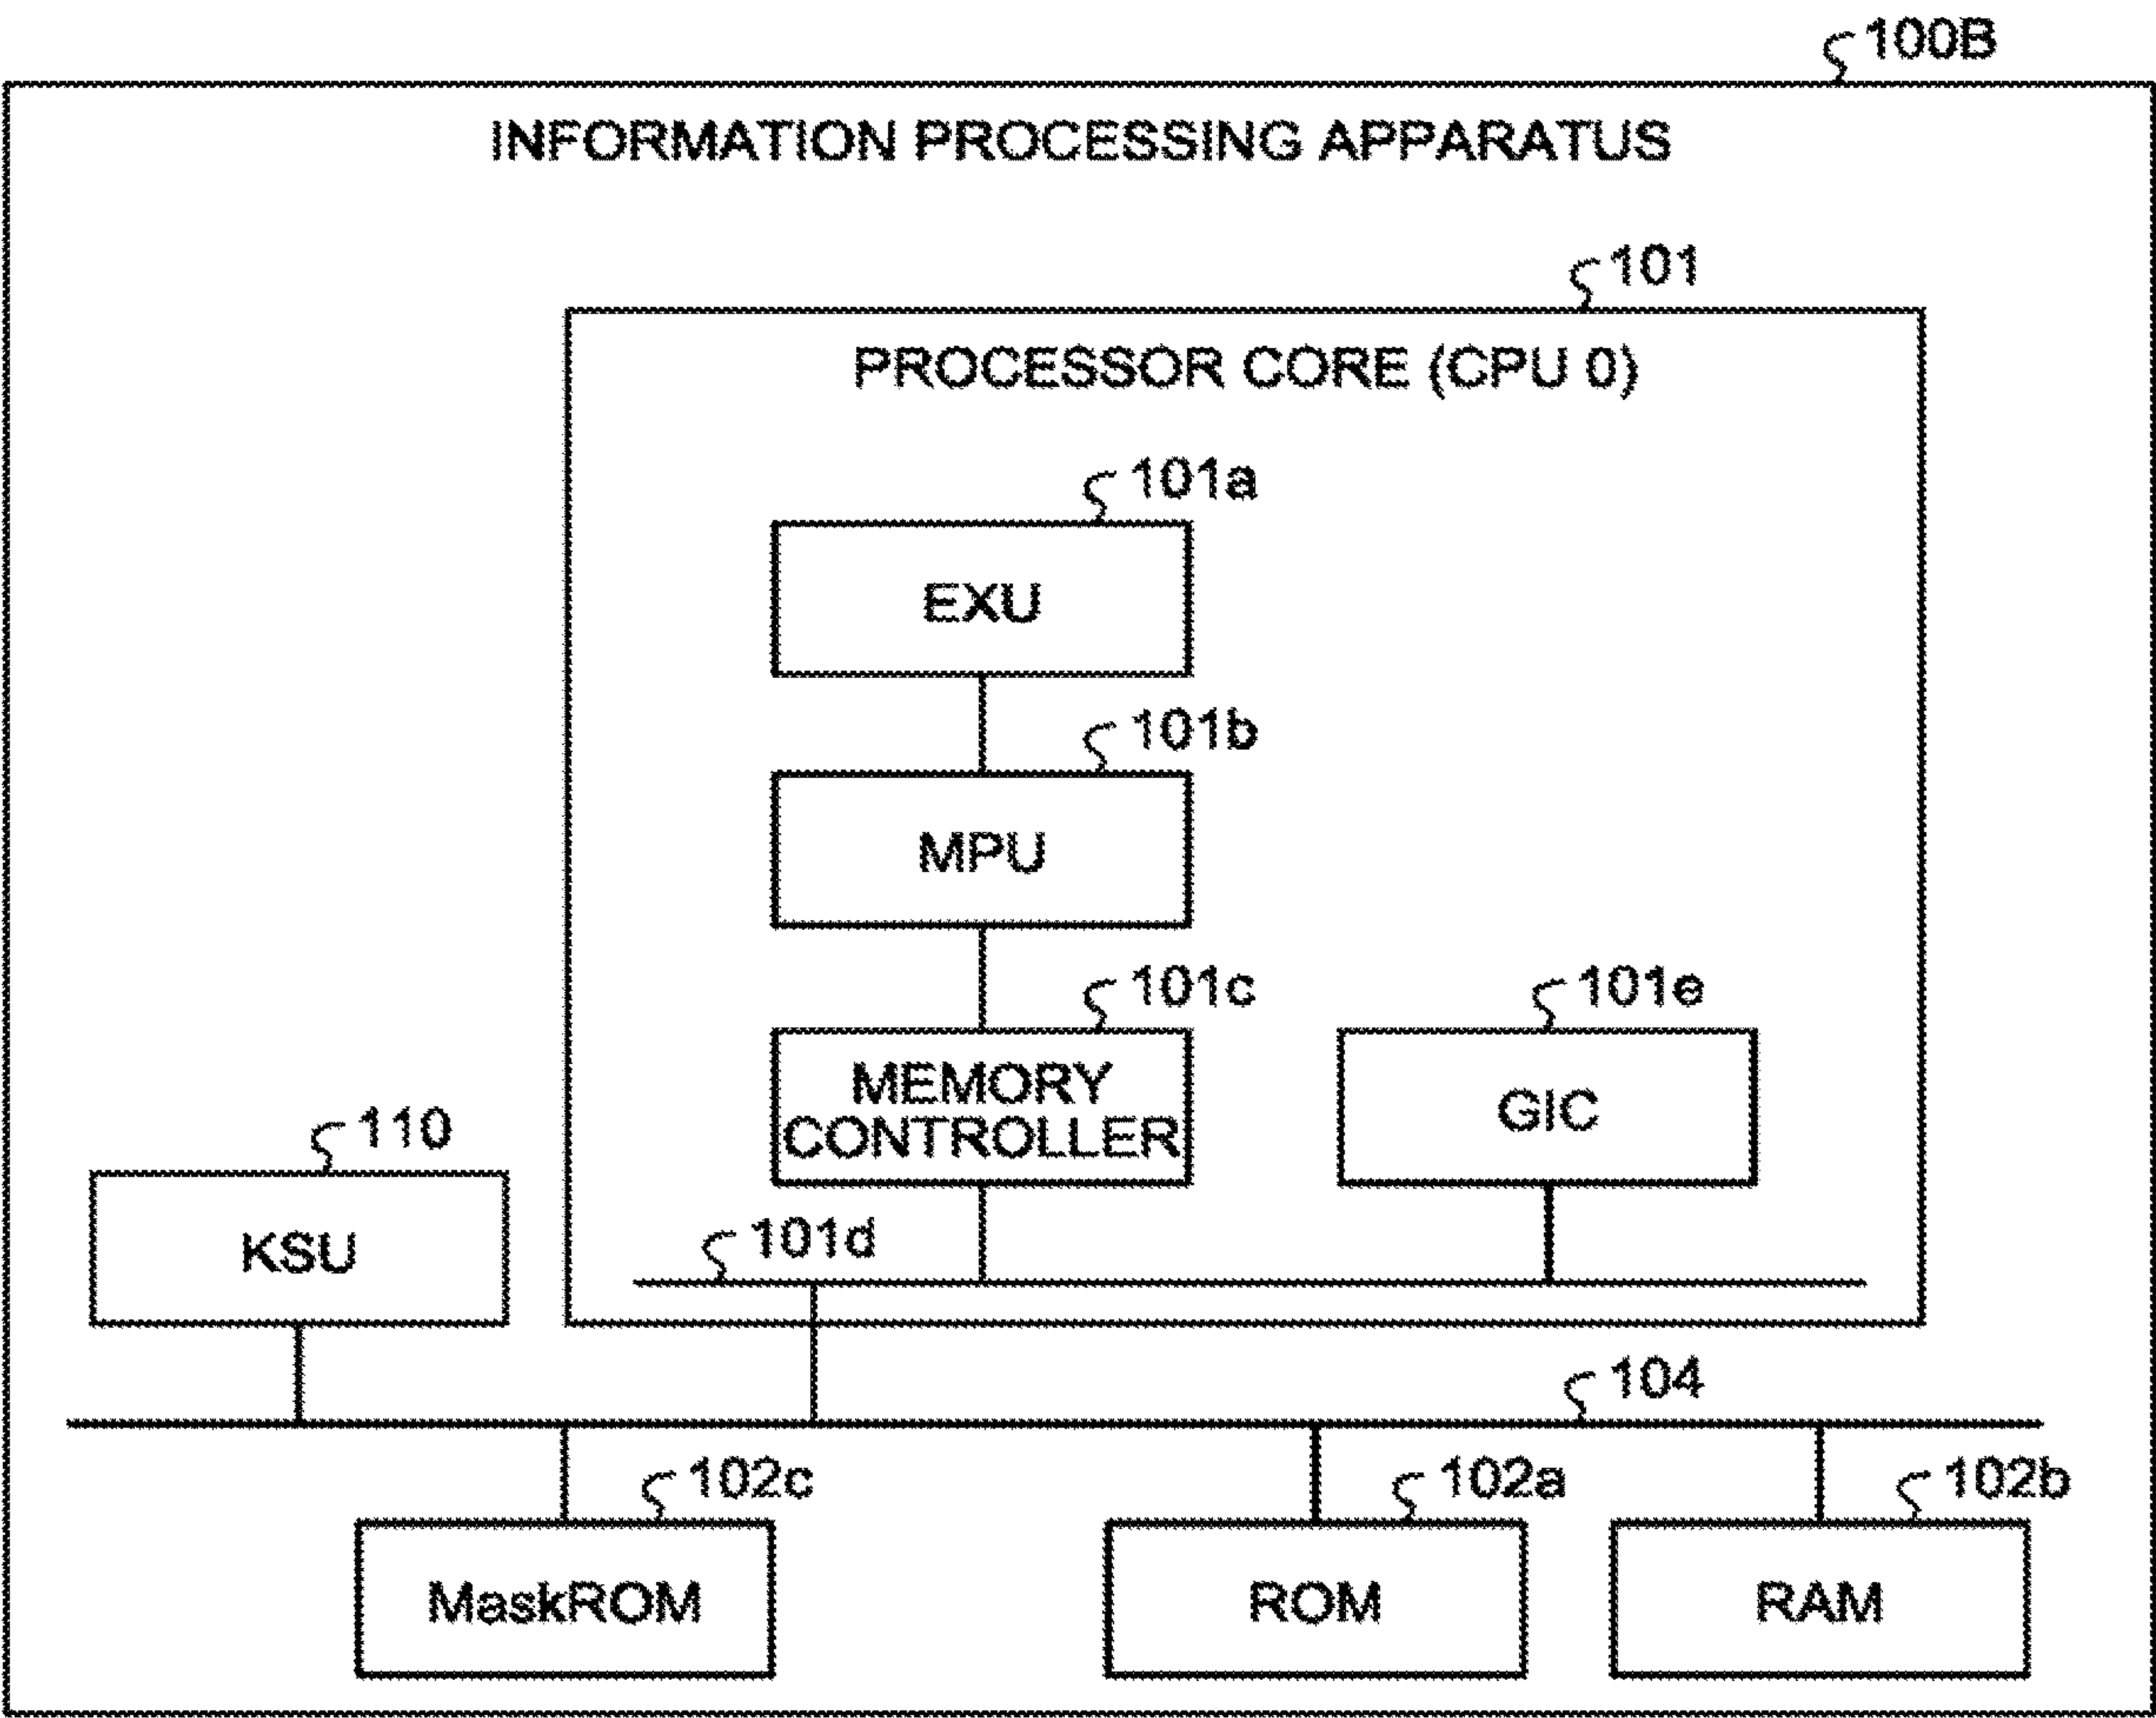 100B
INFORMATION PROCESSING APPARATUS
101
PROCESSOR CORE (CPU 0)
101a
EXU
101b
MPU
101c
MEMORY
CONTROLLER
101e
GIC
110
KSU
101d
104
102c
MaskROM
102a
ROM
102b
RAM